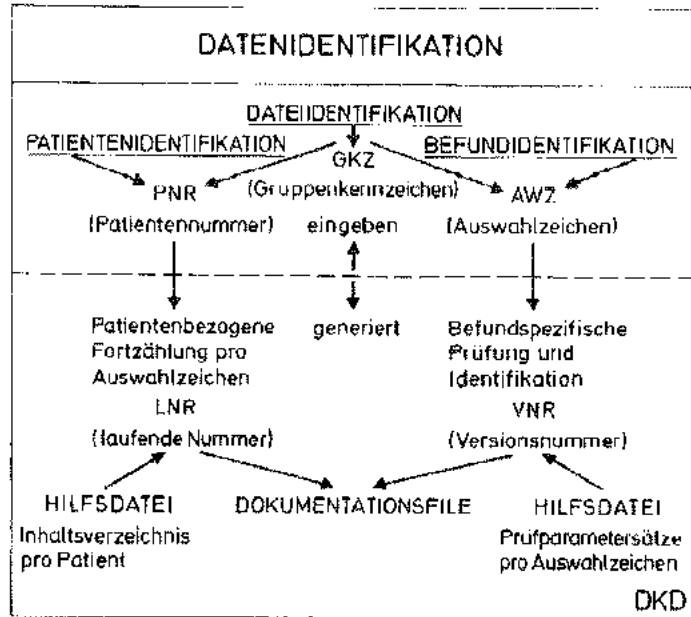 DATENIDENTIFIKATION
DATEIIDENTIFIKATION
PATIENTENIDENTIFIKATION
BEFUNDIDENTIFIKATION
GKZ
(Gruppenkennzeichen)
PNR
(Patientennummer)
eingeben
AWZ
(Auswahlzeichen)
Patientenbezogene
Fortzählung pro
Auswahlzeichen
generiert
Befundspezifische
Prüfung und
Identifikation
LNR
(laufende Nummer)
VNR
(Versionsnummer)
HILFSDATEI
Inhaltsverzeichnis
pro Patient
DOKUMENTATIONSFILE
HILFSDATEI
Prüfparametersätze
pro Auswahlzeichen
DKD